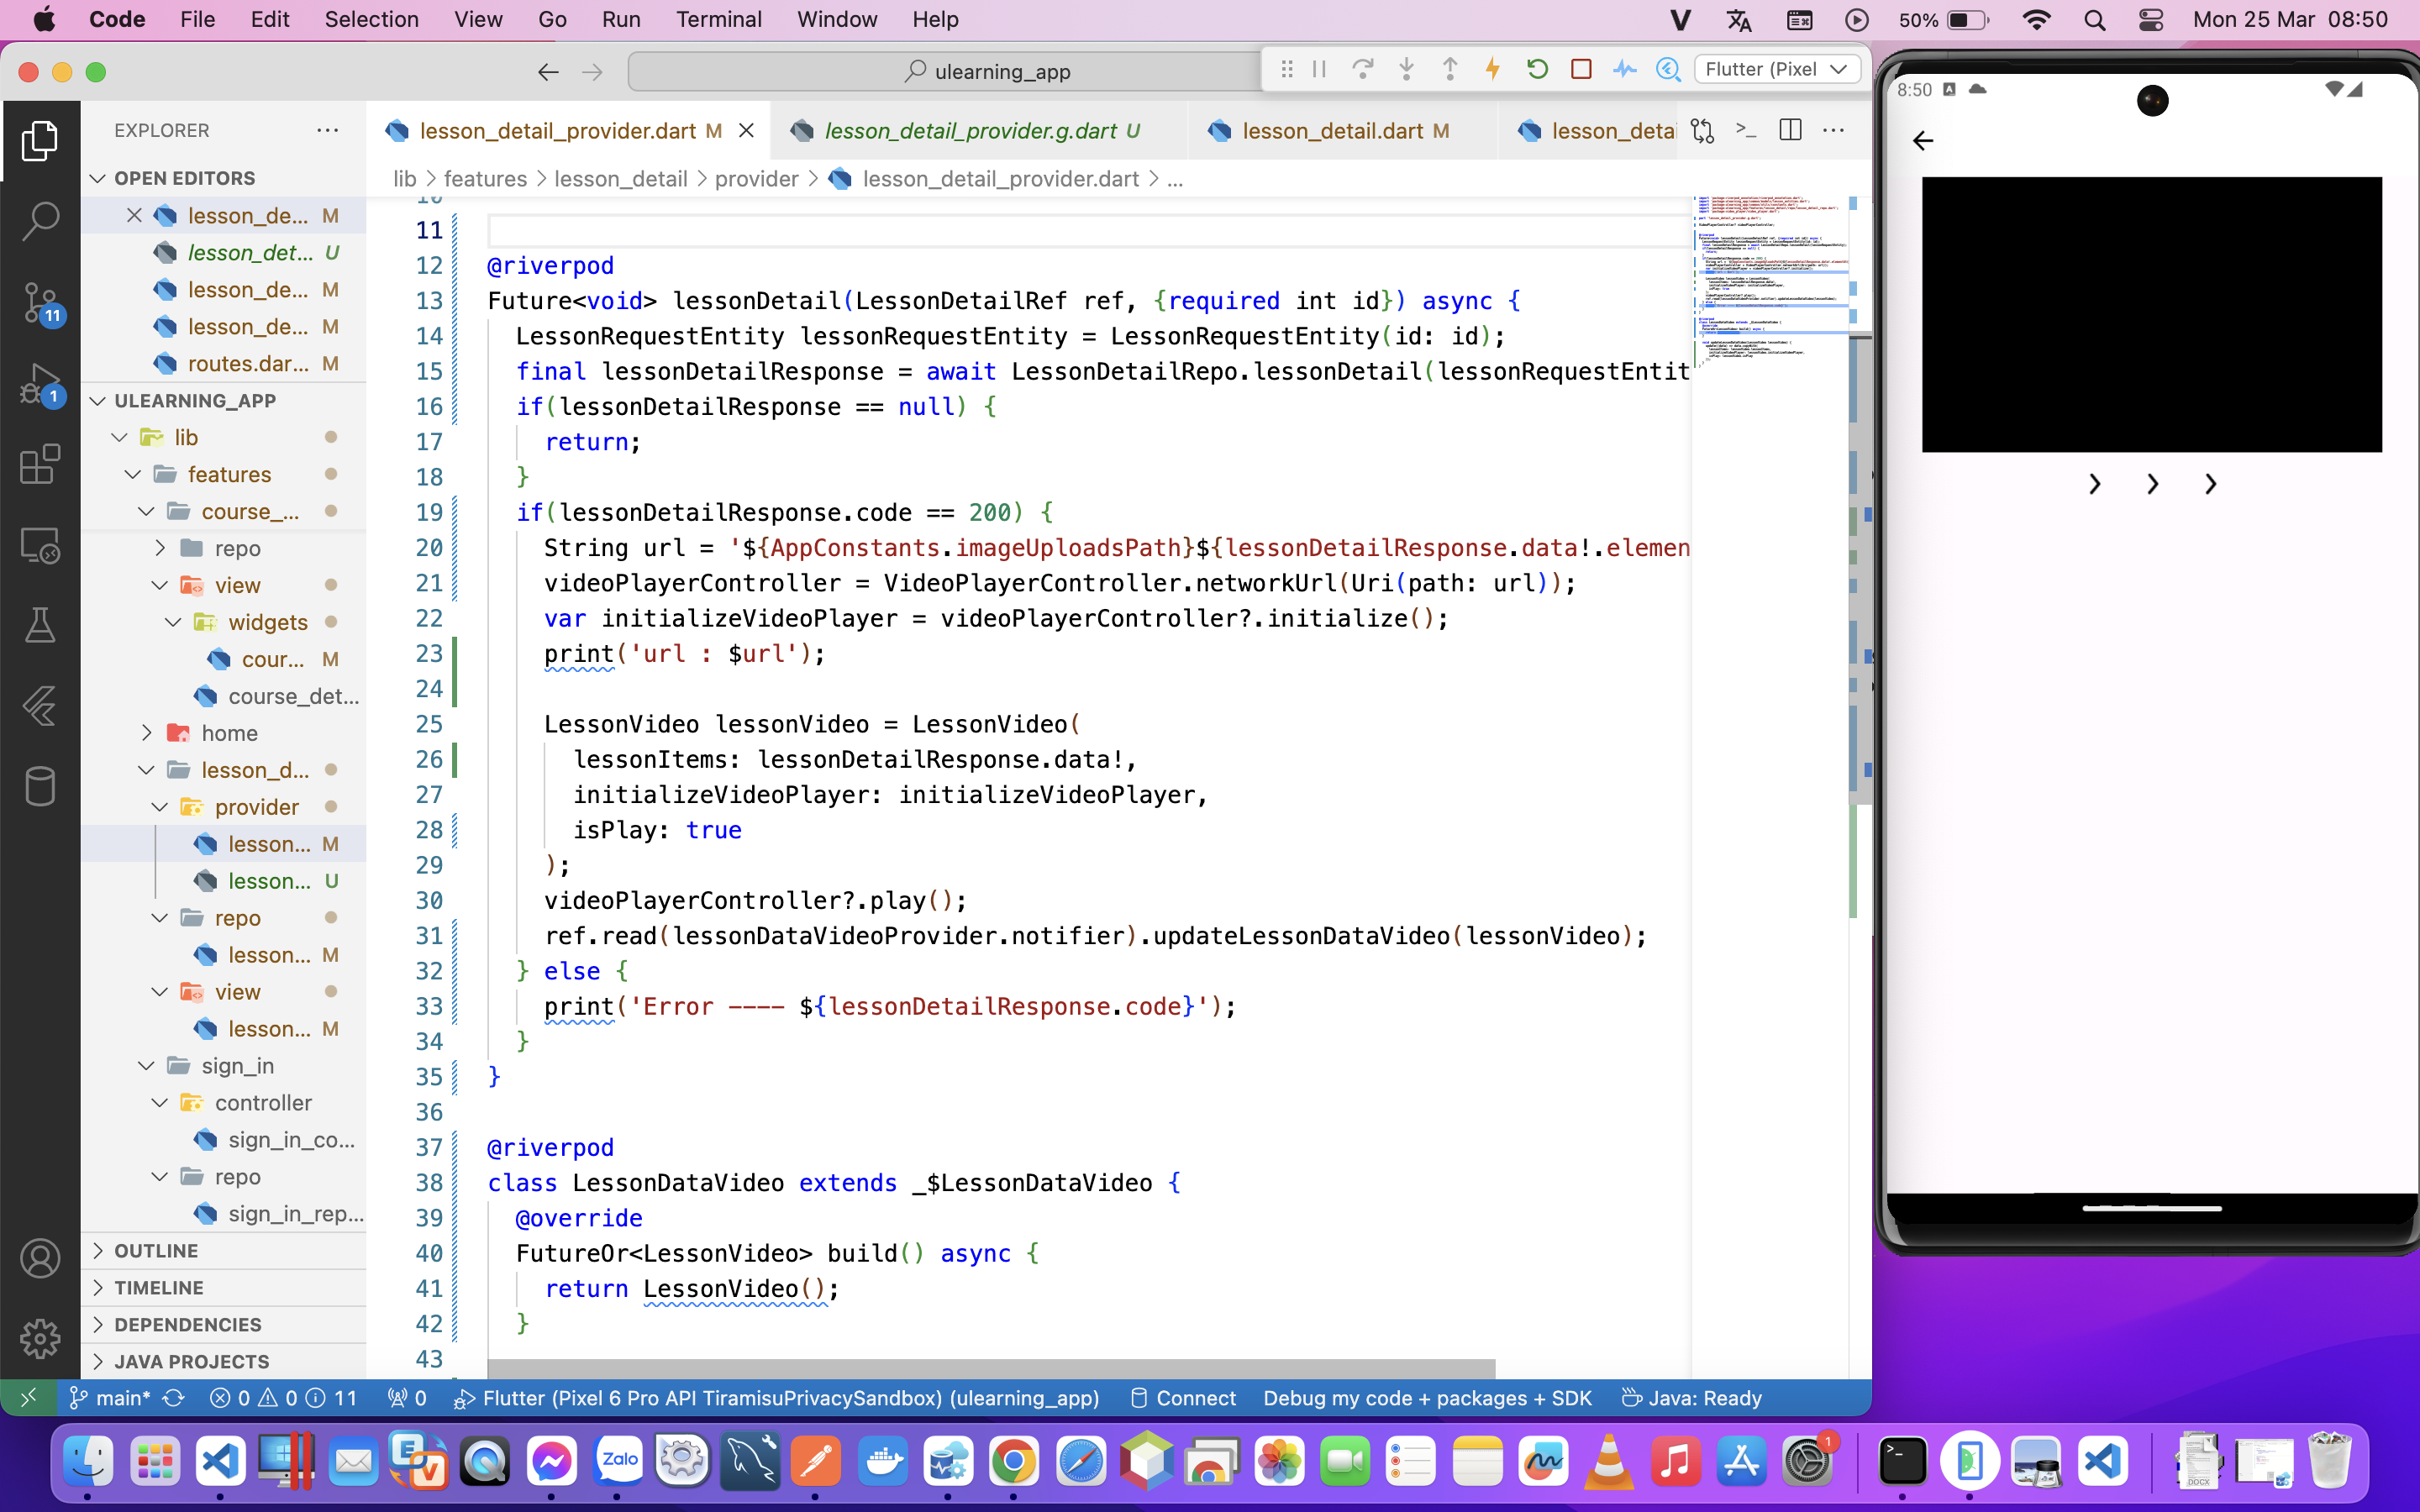 Code File Edit Selection View Go Run Terminal Window Help
50% Mon 25 Mar 08:50
ulearning_app
Flutter (Pixel
EXPLORER
OPEN EDITORS
lesson_de... M
lesson_det... U
lesson_de... M
lesson_de... M
routes.dar... M
ULEARNING_APP
lib
features
course_...
repo
view
widgets
cour... M
course_det...
home
lesson_d...
provider
lesson... M
lesson... U
repo
lesson... M
view
lesson... M
sign_in
controller
sign_in_co...
repo
sign_in_rep...
OUTLINE
TIMELINE
DEPENDENCIES
JAVA PROJECTS
11
1
lesson_detail_provider.dart M
lesson_detail_provider.g.dart U
lesson_detail.dart M
lesson_detai
lib > features > lesson_detail > provider > lesson_detail_provider.dart > ...
10
11
12 @riverpod
13 Future<void> lessonDetail(LessonDetailRef ref, {required int id}) async {
14 LessonRequestEntity lessonRequestEntity = LessonRequestEntity(id: id);
15 final lessonDetailResponse = await LessonDetailRepo.lessonDetail(lessonRequestEntit
16 if(lessonDetailResponse == null) {
17 return;
18 }
19 if(lessonDetailResponse.code == 200) {
20 String url = '${AppConstants.imageUploadsPath}${lessonDetailResponse.data!.elemen
21 videoPlayerController = VideoPlayerController.networkUrl(Uri(path: url));
22 var initializeVideoPlayer = videoPlayerController?.initialize();
23 print('url : $url');
24
25 LessonVideo lessonVideo = LessonVideo(
26 lessonItems: lessonDetailResponse.data!,
27 initializeVideoPlayer: initializeVideoPlayer,
28 isPlay: true
29 );
30 videoPlayerController?.play();
31 ref.read(lessonDataVideoProvider.notifier).updateLessonDataVideo(lessonVideo);
32 } else {
33 print('Error ---- ${lessonDetailResponse.code}');
34 }
35 }
36
37 @riverpod
38 class LessonDataVideo extends _$LessonDataVideo {
39 @override
40 FutureOr<LessonVideo> build() async {
41 return LessonVideo();
42 }
43
8:50
main* 0 0 11 0 Flutter (Pixel 6 Pro API TiramisuPrivacySandbox) (ulearning_app) Connect Debug my code + packages + SDK Java: Ready
Zalo
1
DOCX